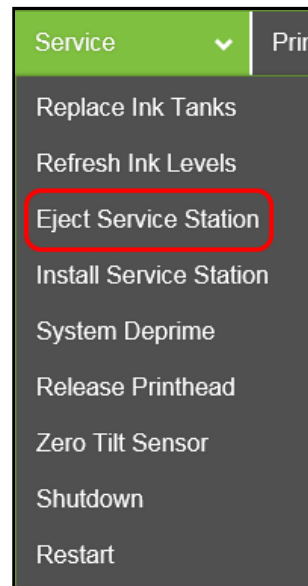 Service
Replace Ink Tanks
Refresh Ink Levels
Eject Service Station
Install Service Station
System Deprime
Release Printhead
Zero Tilt Sensor
Shutdown
Restart